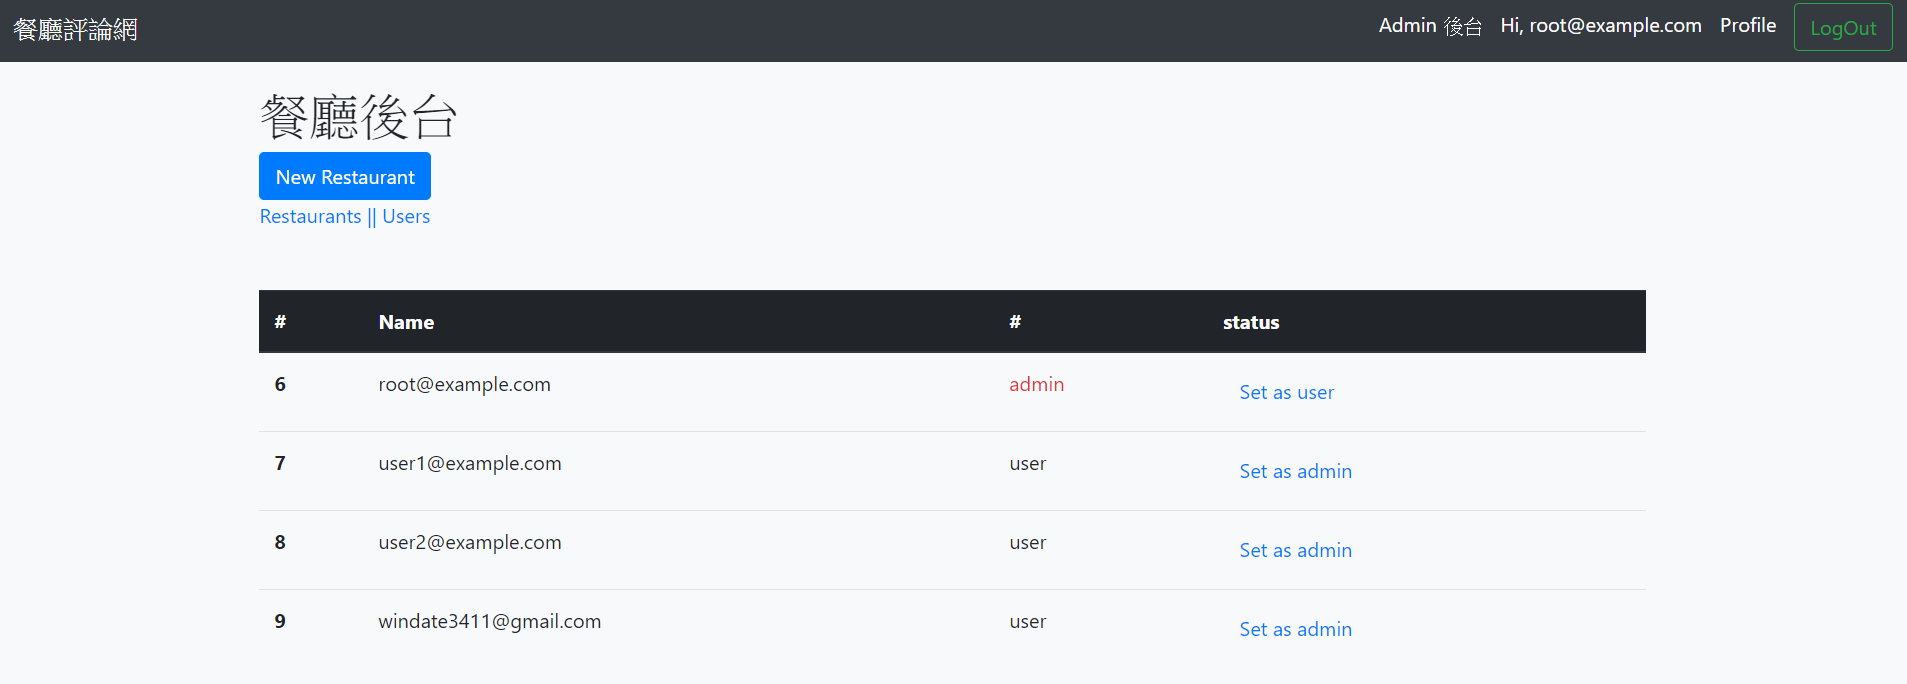 餐廳評論網 Admin 後台 Hi, root@example.com Profile LogOut
餐廳後台
New Restaurant
Restaurants || Users
# Name # status
6 root@example.com admin Set as user
7 user1@example.com user Set as admin
8 user2@example.com user Set as admin
9 windate3411@gmail.com user Set as admin